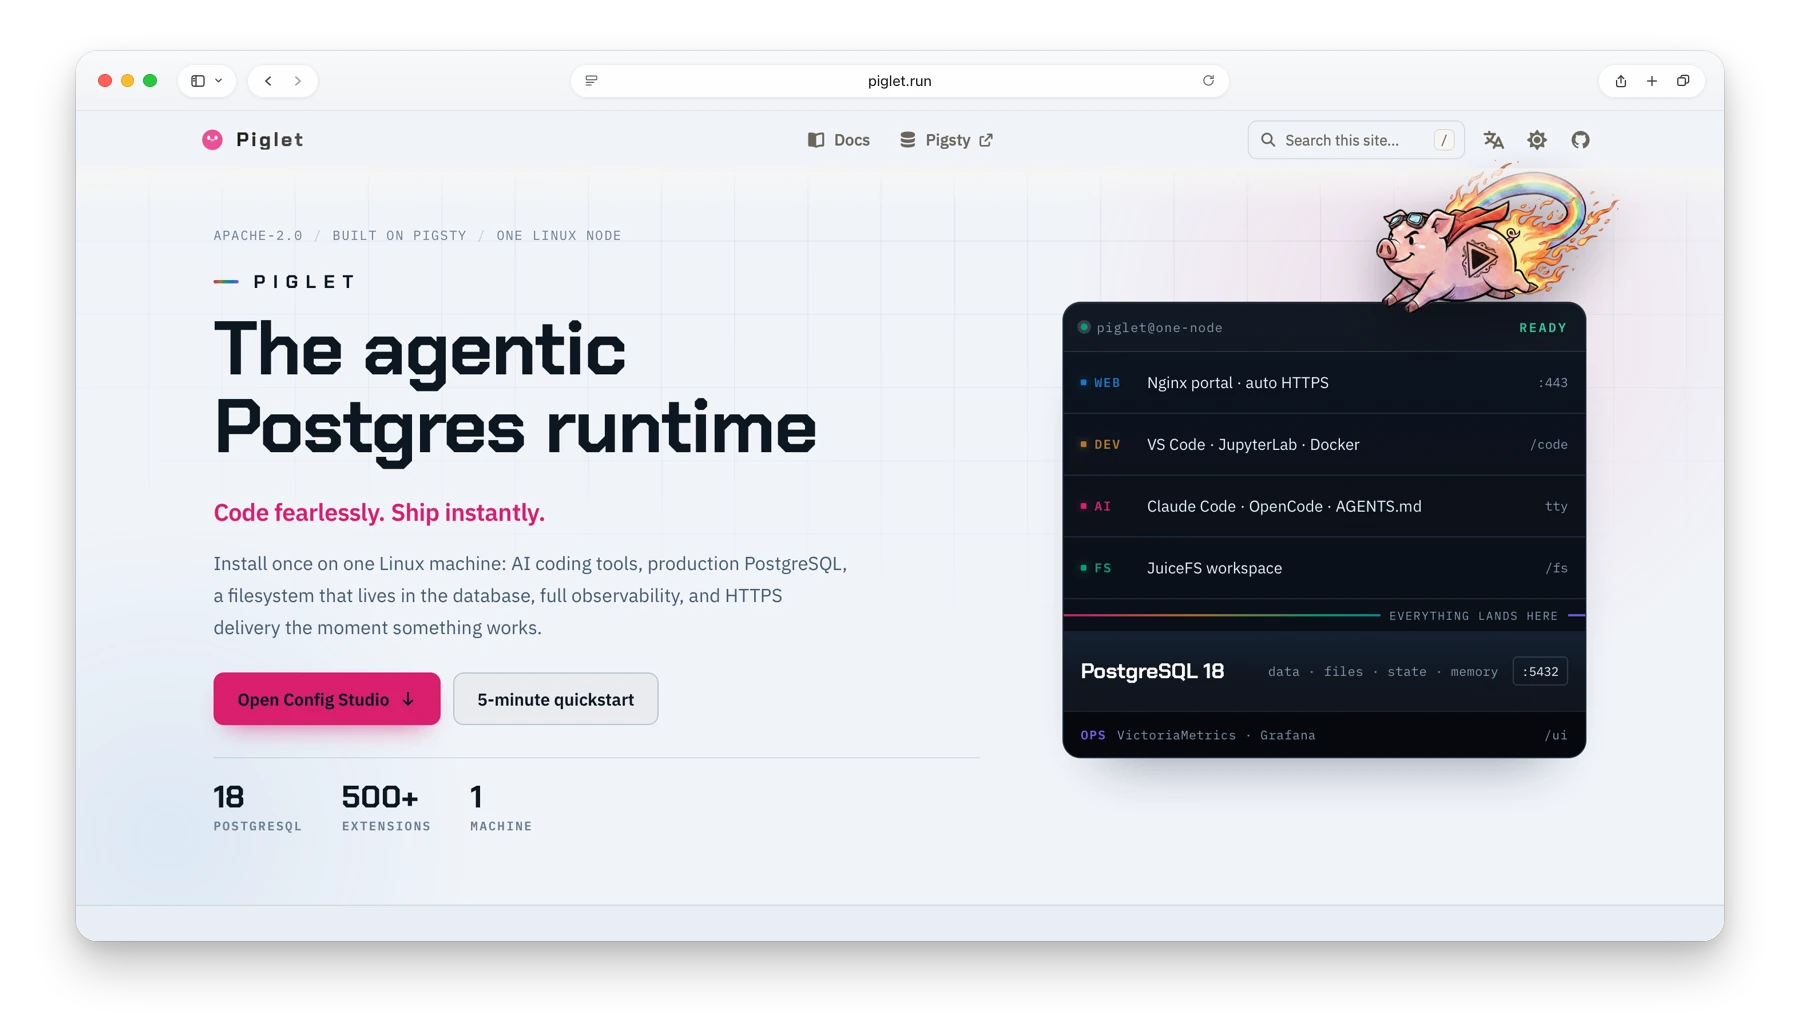 piglet.run
Piglet
Docs
Pigsty
Search this site...
/
APACHE-2.0 / BUILT ON PIGSTY / ONE LINUX NODE
PIGLET
The agentic
Postgres runtime
Code fearlessly. Ship instantly.
Install once on one Linux machine: AI coding tools, production PostgreSQL,
a filesystem that lives in the database, full observability, and HTTPS
delivery the moment something works.
Open Config Studio ↓
5-minute quickstart
18
POSTGRESQL
500+
EXTENSIONS
1
MACHINE
piglet@one-node READY
WEB Nginx portal · auto HTTPS :443
DEV VS Code · JupyterLab · Docker /code
AI Claude Code · OpenCode · AGENTS.md tty
FS JuiceFS workspace /fs
EVERYTHING LANDS HERE
PostgreSQL 18 data · files · state · memory :5432
OPS VictoriaMetrics · Grafana /ui